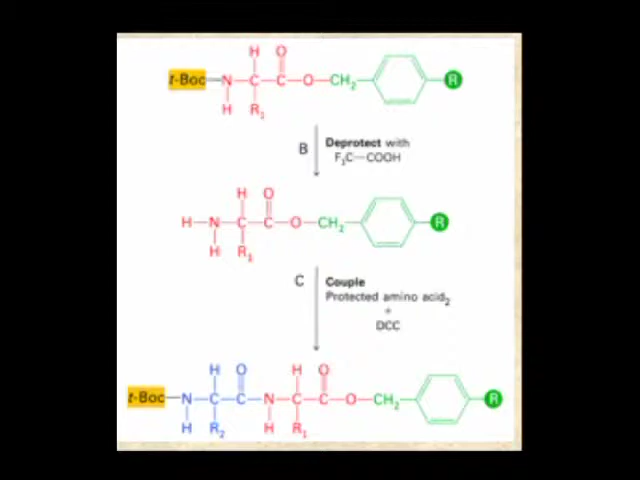 H O
t-Boc N C C O CH₂ R
H R₁
B Deprotect with
F₃C—COOH
H O
H—N—C—C—O—CH₂ R
H R₁
C Couple
Protected amino acid₂
+
DCC
H O H O
t-Boc—N—C—C—N—C—C—O—CH₂ R
H R₂ H R₁